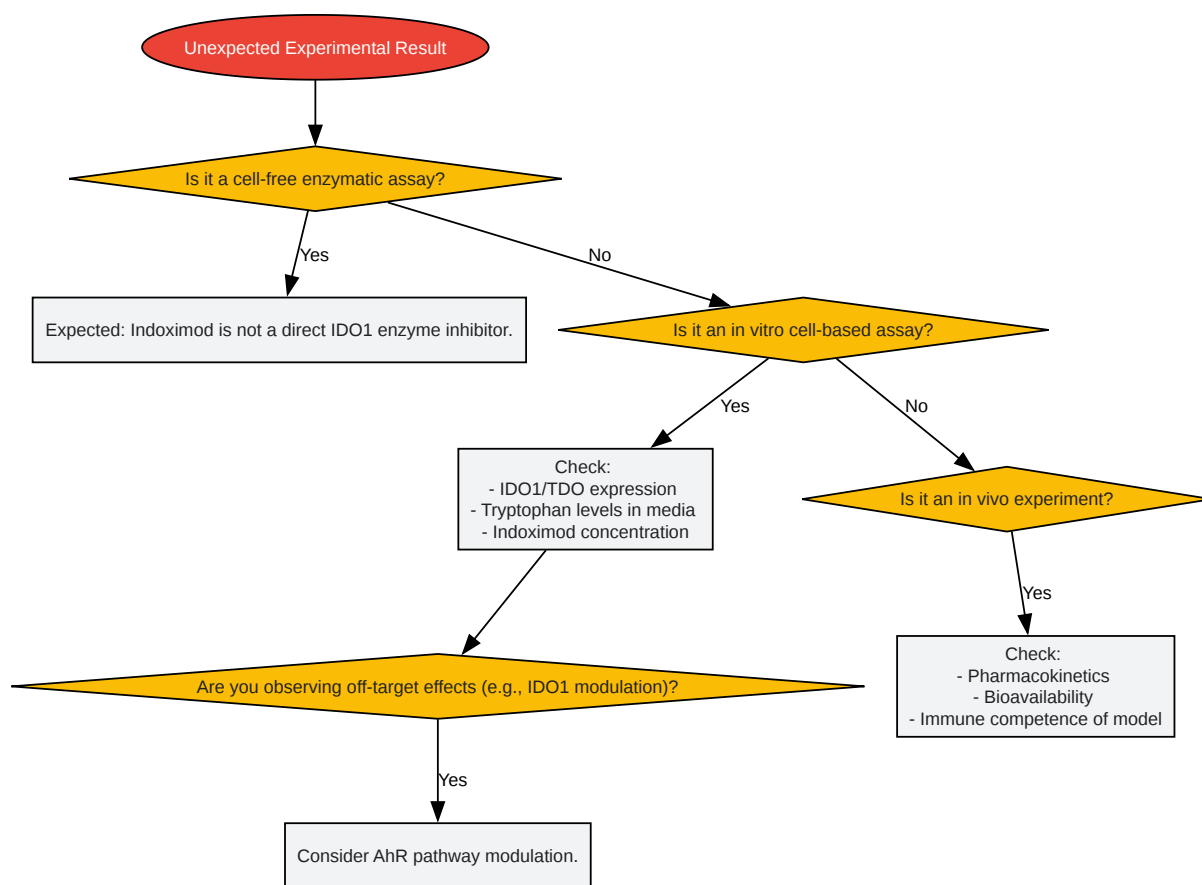 Unexpected Experimental Result
Is it a cell-free enzymatic assay?
Yes
No
Expected: Indoximod is not a direct IDO1 enzyme inhibitor.
Is it an in vitro cell-based assay?
Yes
No
Check:
- IDO1/TDO expression
- Tryptophan levels in media
- Indoximod concentration
Is it an in vivo experiment?
Yes
Check:
- Pharmacokinetics
- Bioavailability
- Immune competence of model
Are you observing off-target effects (e.g., IDO1 modulation)?
Yes
Consider AhR pathway modulation.